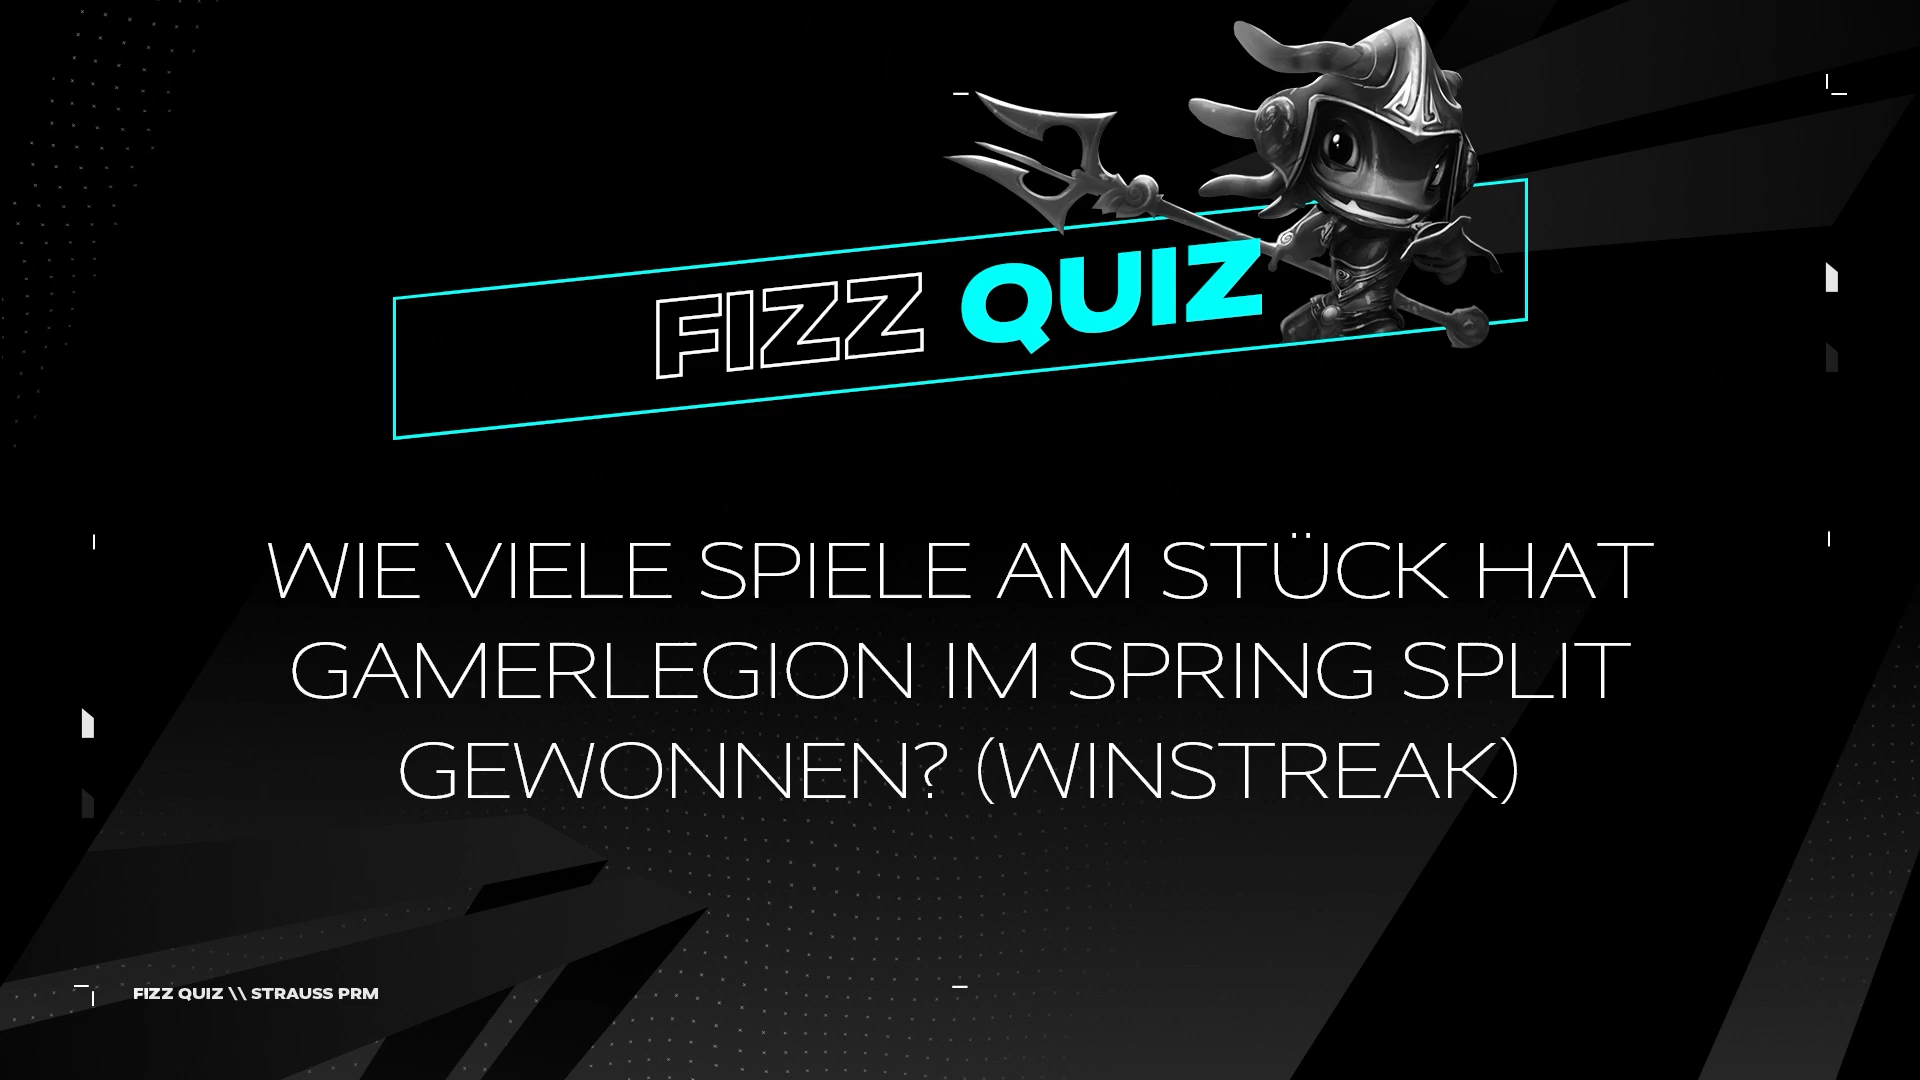 FIZZ QUIZ
WIE VIELE SPIELE AM STÜCK HAT
GAMERLEGION IM SPRING SPLIT
GEWONNEN? (WINSTREAK)
FIZZ QUIZ \\ STRAUSS PRM